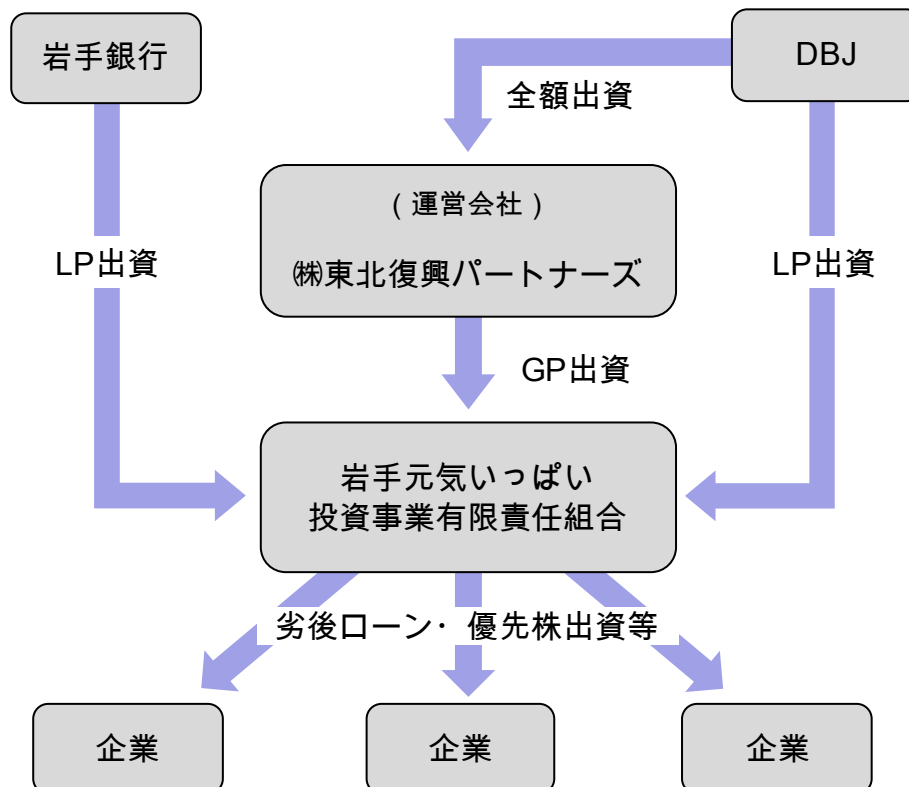 岩手銀行
DBJ
全額出資
(運営会社)
㈱東北復興パートナーズ
LP出資
LP出資
GP出資
岩手元気いっぱい
投資事業有限責任組合
劣後ローン・優先株出資等
企業
企業
企業